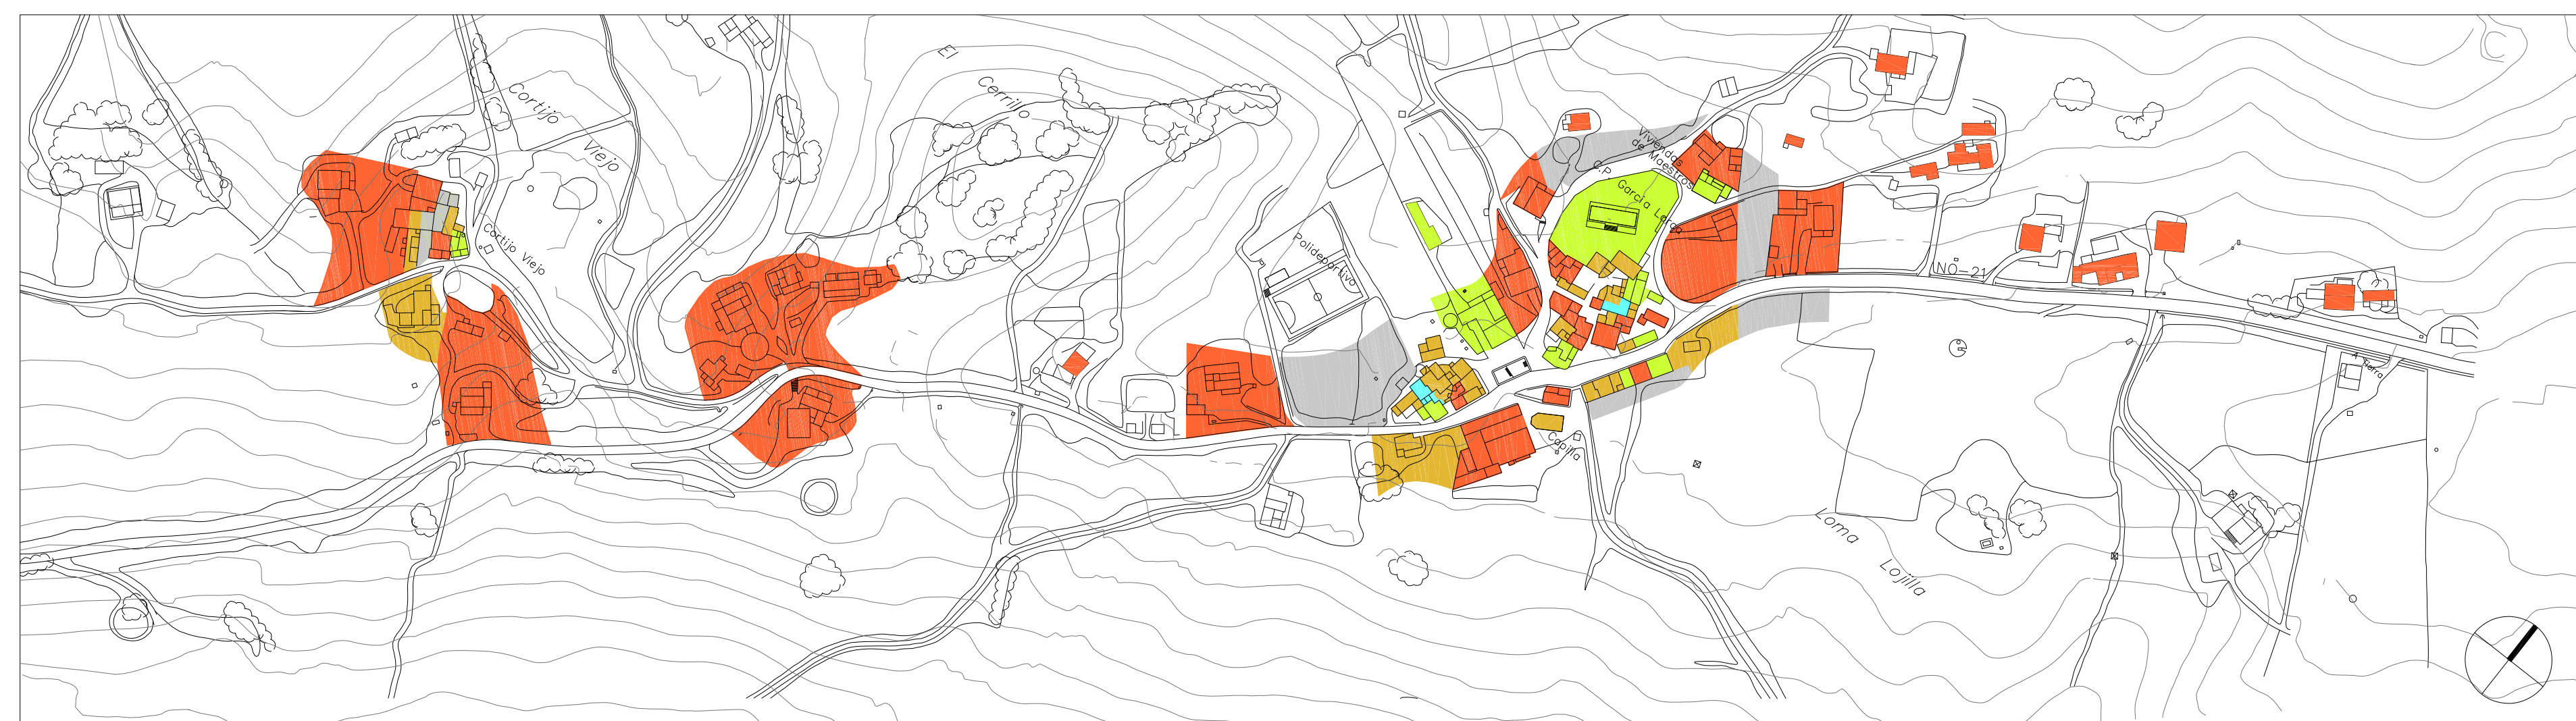 El
Cerrillo
Cortijo
Viejo
Cortijo Viejo
Polideportivo
Viviendas
de Maestros
C.P.
García Lorca
NO-21
Capilla
Loma
Lojilla